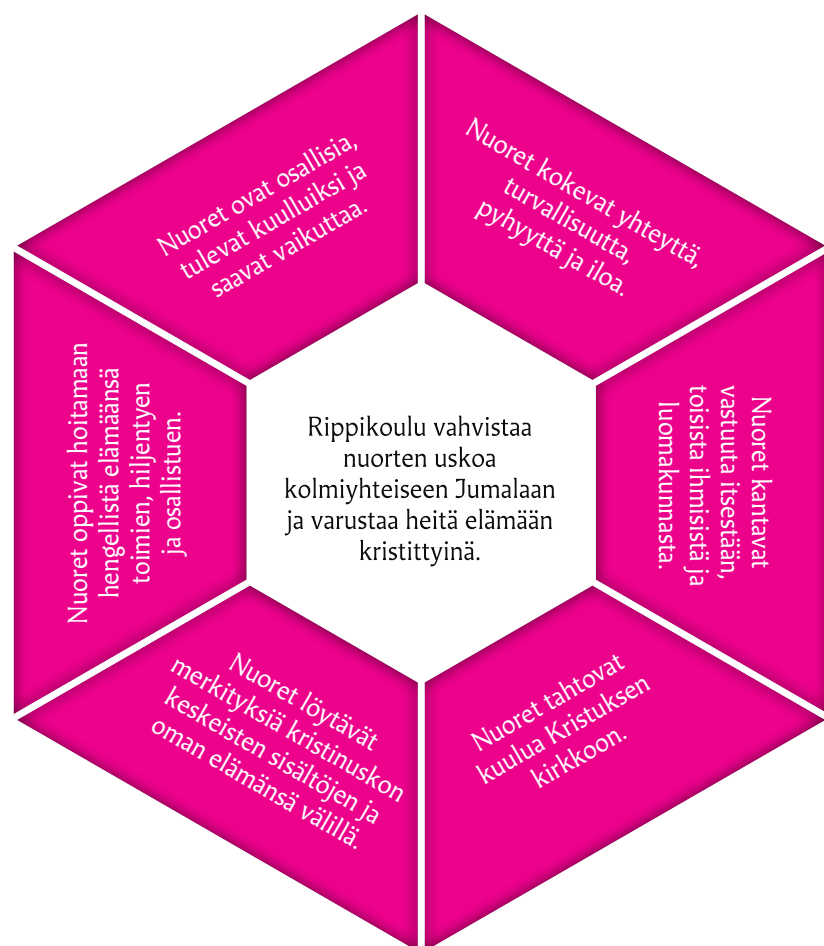 Nuoret ovat osallisia,
tulevat kuulluiksi ja
saavat vaikuttaa.
Nuoret kokevat yhteyttä,
turvallisuutta,
pyhyyttä ja iloa.
Nuoret oppivat hoitamaan
hengellistä elämäänsä
toimien, hiljentyen
ja osallistuen.
Rippikoulu vahvistaa
nuorten uskoa
kolmiyhteiseen Jumalaan
ja varustaa heitä elämään
kristittyinä.
Nuoret kantavat
vastuuta itsestään,
toisista ihmisistä ja
luomakunnasta.
Nuoret löytävät
merkityksiä kristinuskon
keskeisten sisältöjen ja
oman elämänsä välillä.
Nuoret tahtovat
kuulua Kristuksen
kirkkoon.